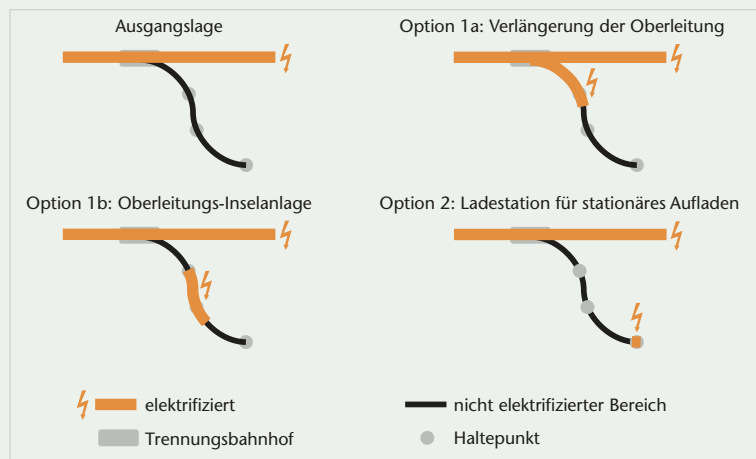 Ausgangslage
Option 1a: Verlängerung der Oberleitung
Option 1b: Oberleitungs-Inselanlage
Option 2: Ladestation für stationäres Aufladen
elektrifiziert
nicht elektrifizierter Bereich
Trennungsbahnhof
Haltepunkt